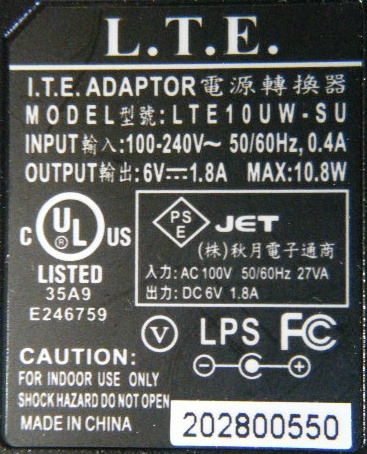 L.T.E.
I.T.E. ADAPTOR 電源轉換器
MODEL型號:LTE10UW-SU
INPUT輸入:100-240V~ 50/60Hz, 0.4A
OUTPUT輸出:6V⎓1.8A MAX:10.8W
C UL ® US
LISTED
35A9
E246759
PSE JET
(株)秋月電子通商
入力: AC 100V 50/60Hz 27VA
出力: DC 6V 1.8A
V LPS FC
CAUTION:
FOR INDOOR USE ONLY
SHOCK HAZARD DO NOT OPEN
MADE IN CHINA
202800550